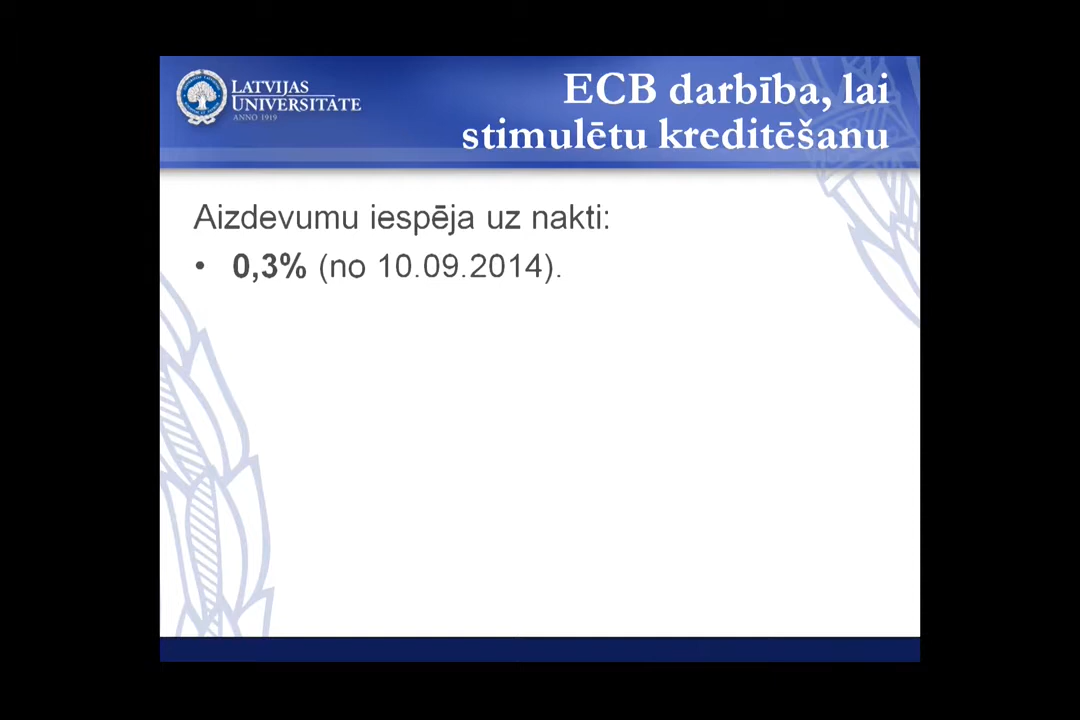 LATVIJAS
UNIVERSITATE
ANNO 1919
ECB darbība, lai
stimulētu kreditēšanu
Aizdevumu iespēja uz nakti:
• 0,3% (no 10.09.2014).